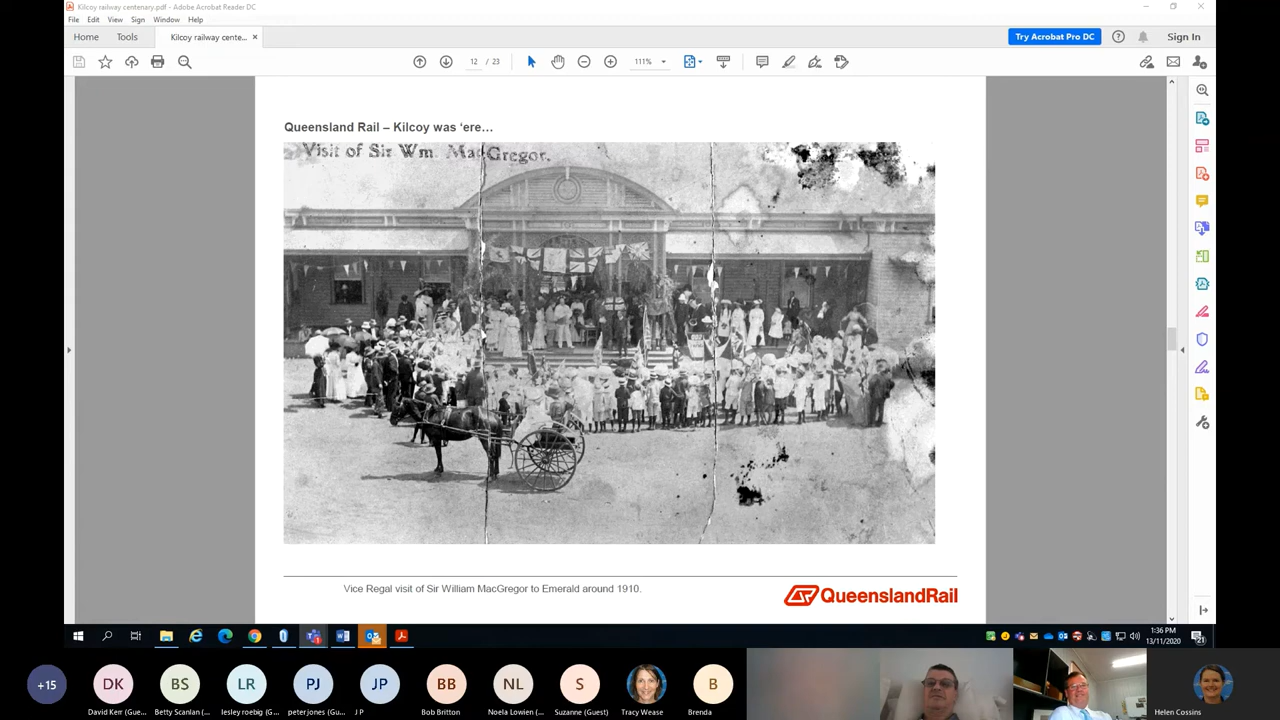 Kilcoy railway centenary.pdf - Adobe Acrobat Reader DC
File Edit View Sign Window Help
Home Tools Kilcoy railway cente... × Try Acrobat Pro DC Sign In
12 / 23 111%
Queensland Rail – Kilcoy was ‘ere…
Visit of Sir Wm. MacGregor.
Vice Regal visit of Sir William MacGregor to Emerald around 1910.
QueenslandRail
1:36 PM
13/11/2020
+15 DK BS LR PJ JP BB NL S B
David Kerr (Gue... Betty Scanlan (... lesley roebig (G... peter jones (Gu... J P Bob Britton Noela Lowien (... Suzanne (Guest) Tracy Wease Brenda Helen Cossins